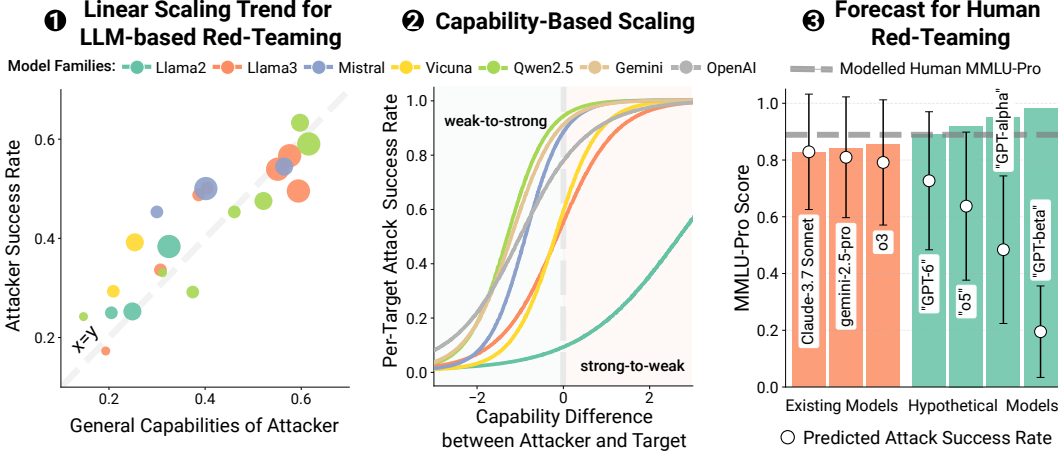 1 Linear Scaling Trend for
LLM-based Red-Teaming
2 Capability-Based Scaling
3 Forecast for Human
Red-Teaming
Model Families: Llama2 Llama3 Mistral Vicuna Qwen2.5 Gemini OpenAI
Modelled Human MMLU-Pro
Attacker Success Rate
0.6
0.4
0.2
x=y
0.2 0.4 0.6
General Capabilities of Attacker
Per-Target Attack Success Rate
1.0
0.8
0.6
0.4
0.2
0.0
weak-to-strong
strong-to-weak
−2 0 2
Capability Difference
between Attacker and Target
MMLU-Pro Score
1.0
0.8
0.6
0.4
0.2
0.0
Claude-3.7 Sonnet
gemini-2.5-pro
o3
"GPT-6"
"o5"
"GPT-alpha"
"GPT-beta"
Existing Models Hypothetical Models
Predicted Attack Success Rate